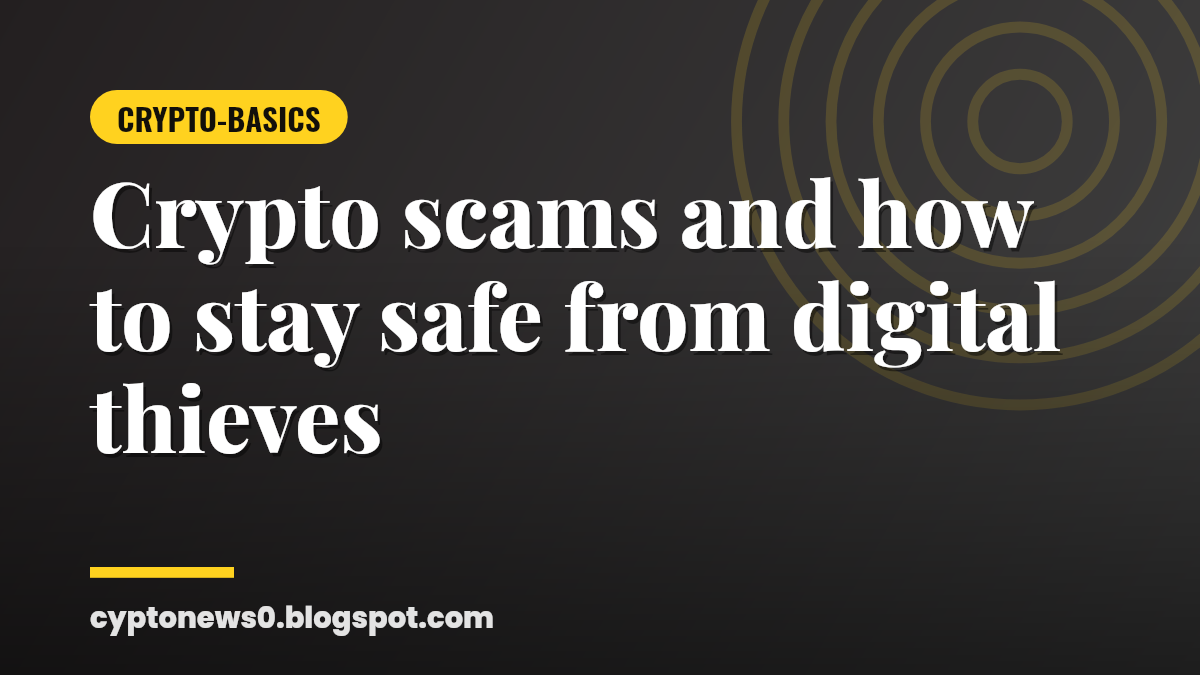 CRYPTO-BASICS
Crypto scams and how
to stay safe from digital
thieves
cyptonews0.blogspot.com